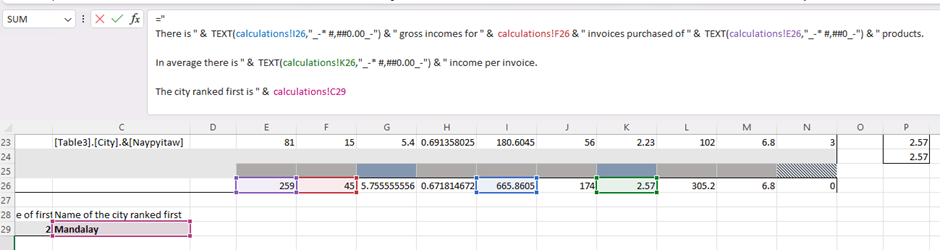 SUM fx ="
There is " & TEXT(calculations!I26,"_-* #,##0.00_-") & " gross incomes for " & calculations!F26 & " invoices purchased of " & TEXT(calculations!E26,"_-* #,##0_-") & " products.
In average there is " & TEXT(calculations!K26,"_-* #,##0.00_-") & " income per invoice.
The city ranked first is " & calculations!C29
C D E F G H I J K L M N O P
23 [Table3].[City].&[Naypyitaw] 81 15 5.4 0.691358025 180.6045 56 2.23 102 6.8 3 2.57
24 2.57
25
26 259 45 5.755555556 0.671814672 665.8605 174 2.57 305.2 6.8 0
27
28 e of first Name of the city ranked first
29 2 Mandalay